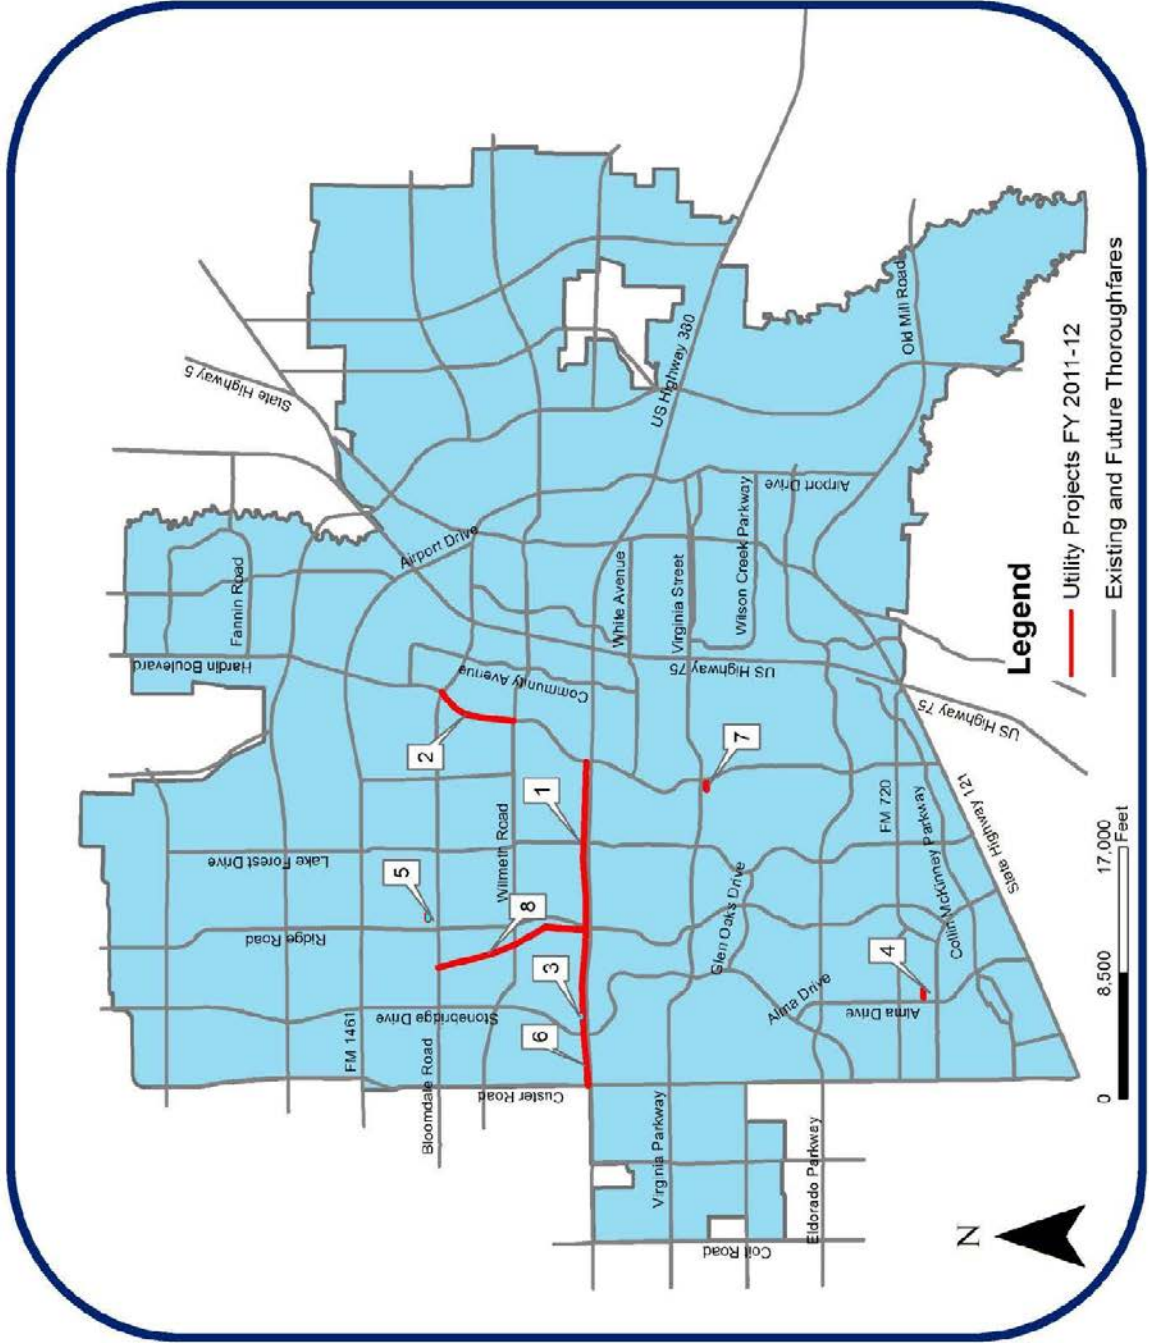 State Highway 5
Fannin Road
Hardin Boulevard
Airport Drive
US Highway 380
Old Mill Road
Airport Drive
Community Avenue
White Avenue
Virginia Street
Wilson Creek Parkway
US Highway 75
US Highway 75
2
7
1
Lake Forest Drive
Wilmeth Road
5
8
Ridge Road
3
6
Stonebridge Drive
FM 1461
Bloomdale Road
Custer Road
Glen Oaks Drive
FM 720
Collin McKinney Parkway
State Highway 121
4
Alma Drive
Alma Drive
Virginia Parkway
Eldorado Parkway
Coit Road
N
0
8,500
17,000
Feet
Legend
Utility Projects FY 2011-12
Existing and Future Thoroughfares